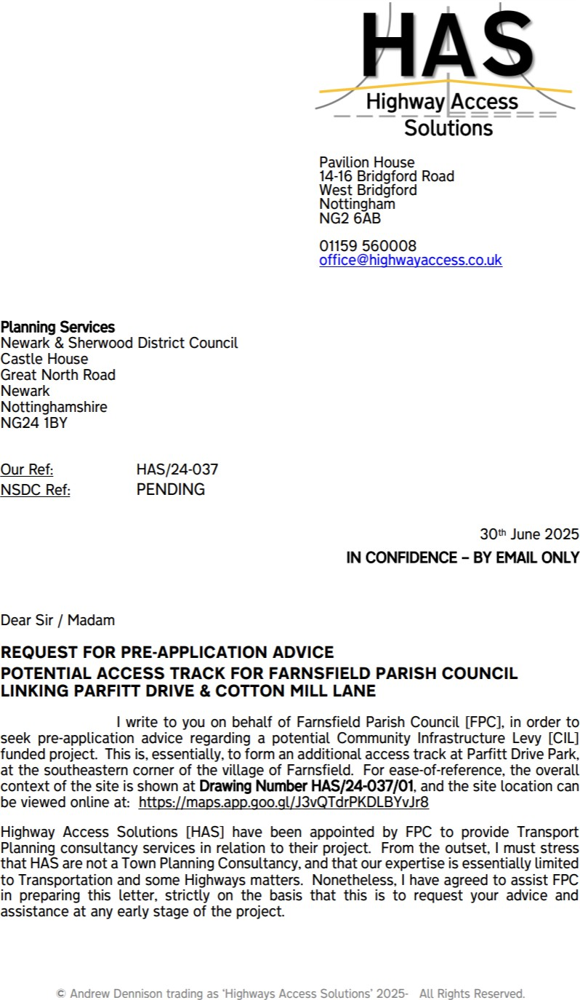 HAS
Highway Access
Solutions
Pavilion House
14-16 Bridgford Road
West Bridgford
Nottingham
NG2 6AB
01159 560008
office@highwayaccess.co.uk
Planning Services
Newark & Sherwood District Council
Castle House
Great North Road
Newark
Nottinghamshire
NG24 1BY
Our Ref: HAS/24-037
NSDC Ref: PENDING
30th June 2025
IN CONFIDENCE – BY EMAIL ONLY
Dear Sir / Madam
REQUEST FOR PRE-APPLICATION ADVICE
POTENTIAL ACCESS TRACK FOR FARNSFIELD PARISH COUNCIL
LINKING PARFITT DRIVE & COTTON MILL LANE
I write to you on behalf of Farnsfield Parish Council [FPC], in order to
seek pre-application advice regarding a potential Community Infrastructure Levy [CIL]
funded project. This is, essentially, to form an additional access track at Parfitt Drive Park,
at the southeastern corner of the village of Farnsfield. For ease-of-reference, the overall
context of the site is shown at Drawing Number HAS/24-037/01, and the site location can
be viewed online at: https://maps.app.goo.gl/J3vQTdrPKDLBYvJr8
Highway Access Solutions [HAS] have been appointed by FPC to provide Transport
Planning consultancy services in relation to their project. From the outset, I must stress
that HAS are not a Town Planning Consultancy, and that our expertise is essentially limited
to Transportation and some Highways matters. Nonetheless, I have agreed to assist FPC
in preparing this letter, strictly on the basis that this is to request your advice and
assistance at any early stage of the project.
© Andrew Dennison trading as ‘Highways Access Solutions’ 2025- All Rights Reserved.